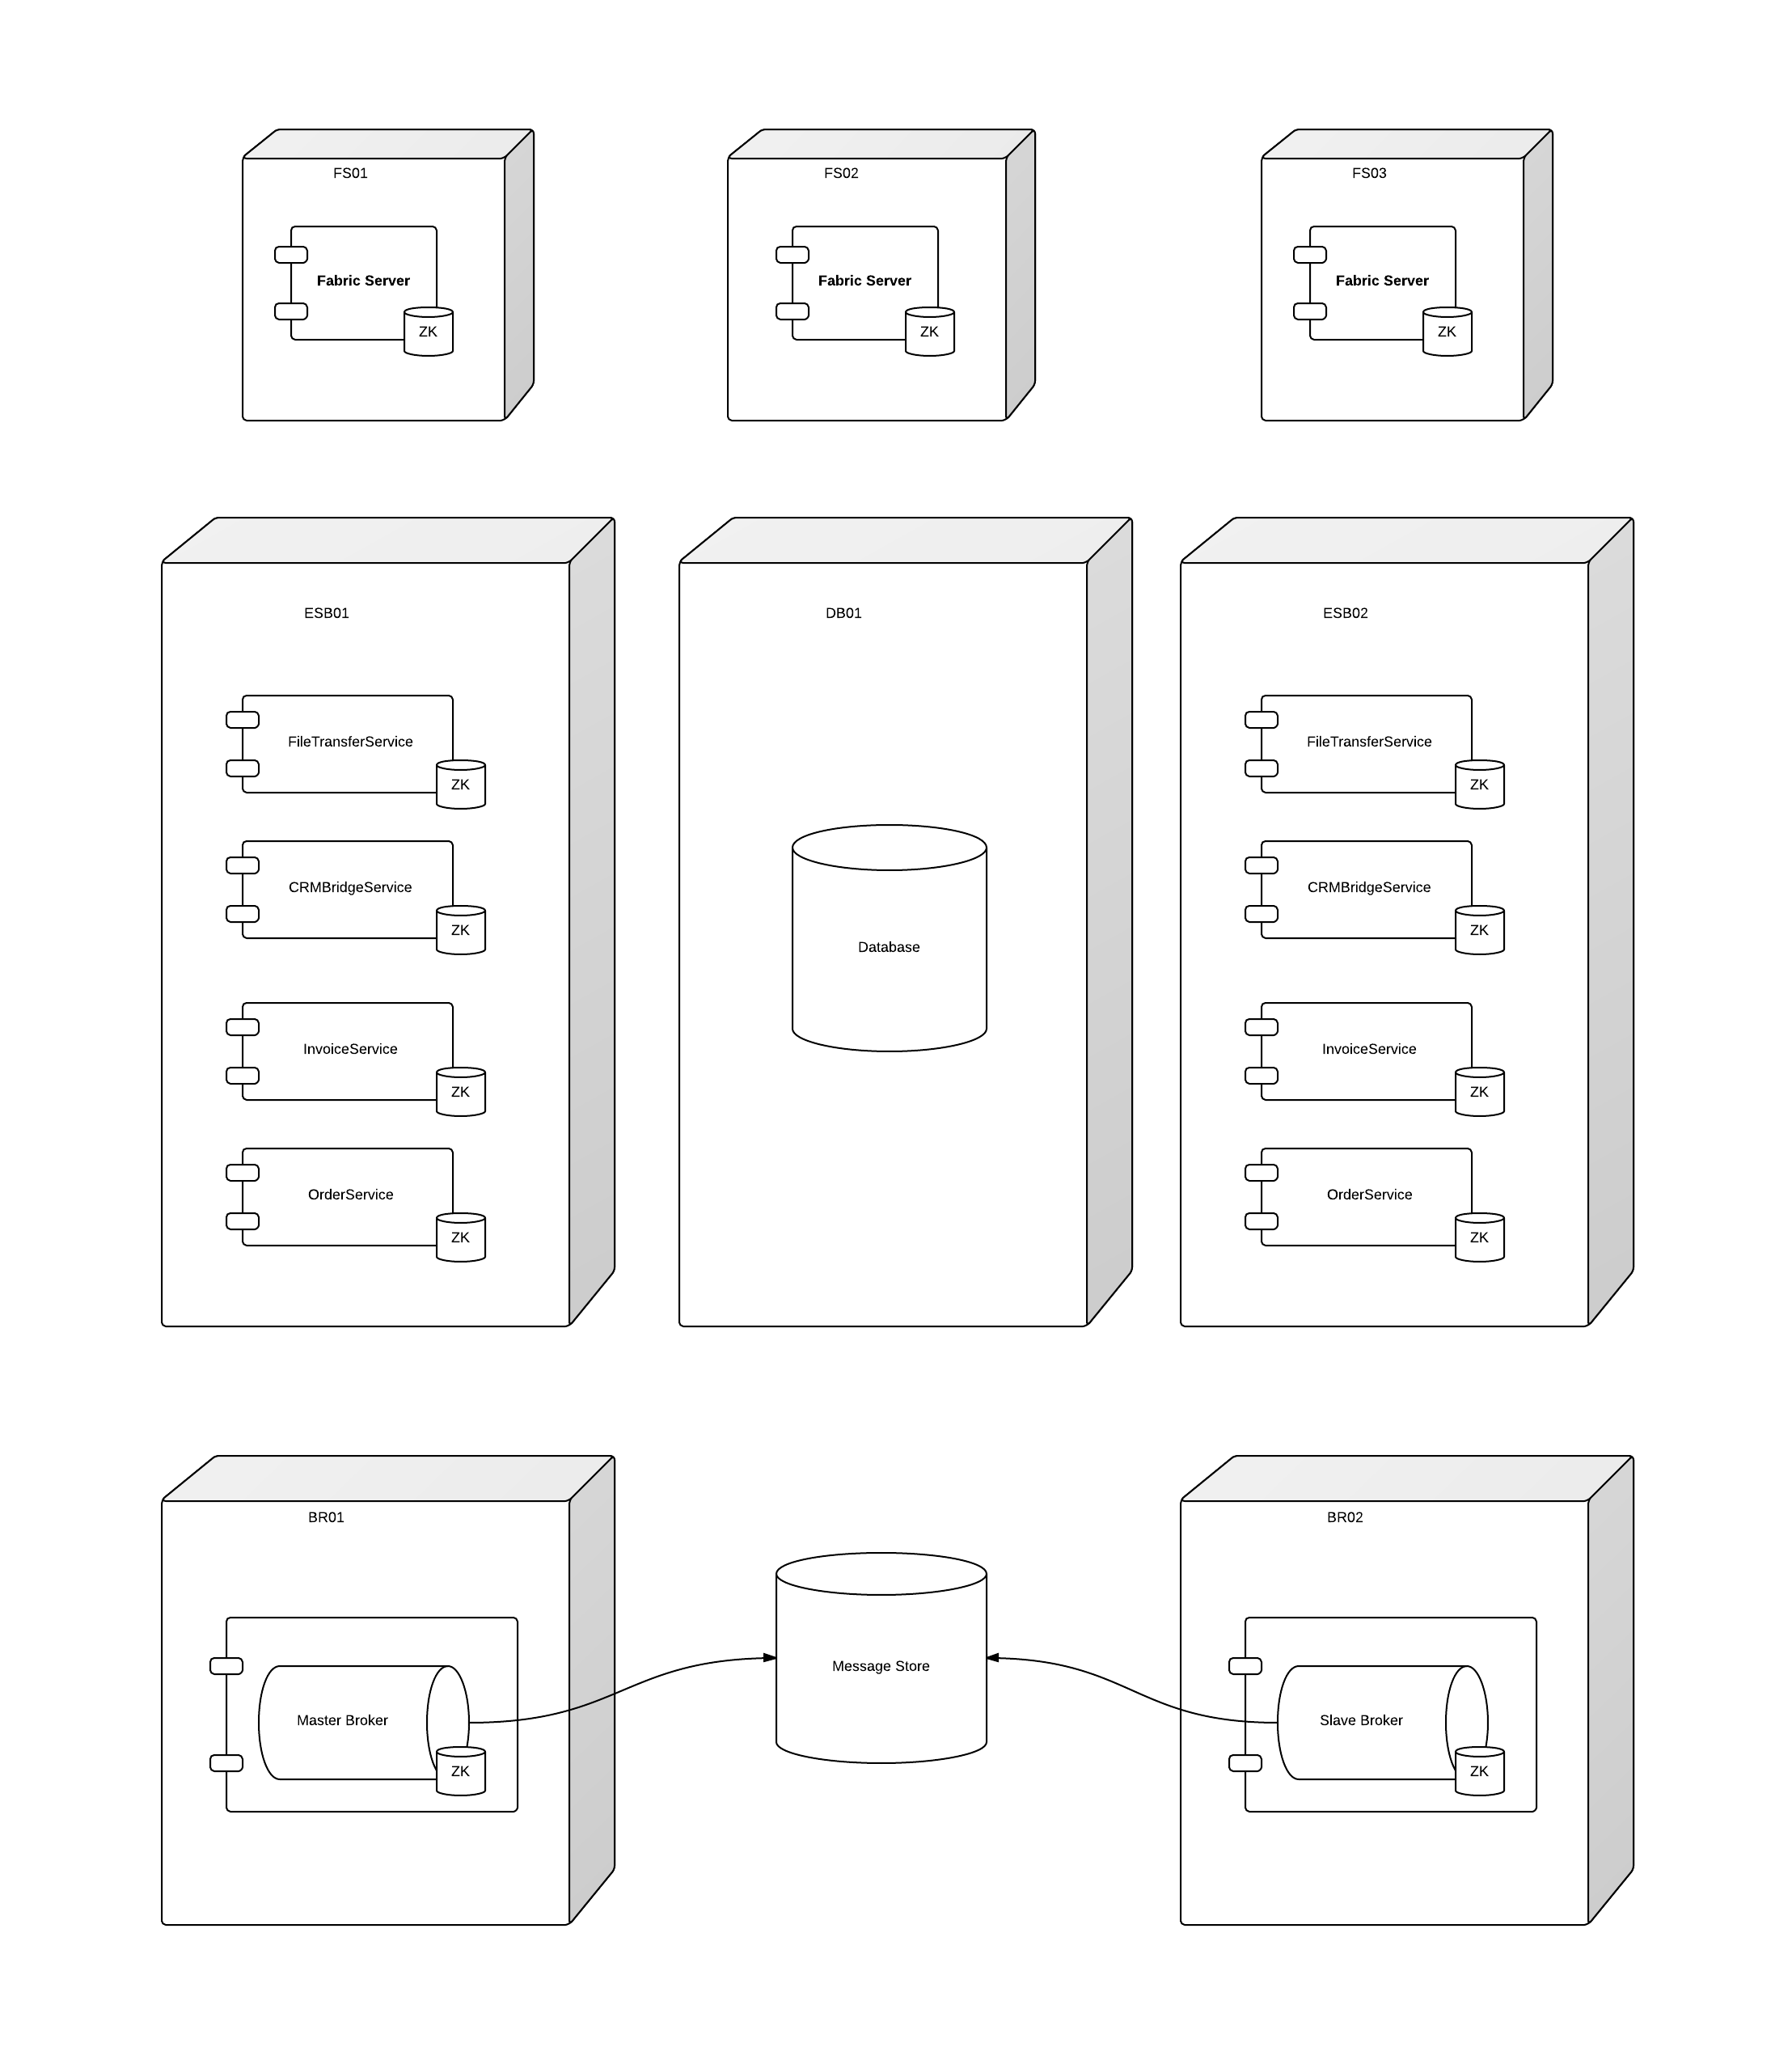 FS01
FS02
FS03
Fabric Server
Fabric Server
Fabric Server
ZK
ZK
ZK
ESB01
DB01
ESB02
FileTransferService
ZK
CRMBridgeService
ZK
InvoiceService
ZK
OrderService
ZK
Database
FileTransferService
ZK
CRMBridgeService
ZK
InvoiceService
ZK
OrderService
ZK
BR01
BR02
Master Broker
ZK
Message Store
Slave Broker
ZK